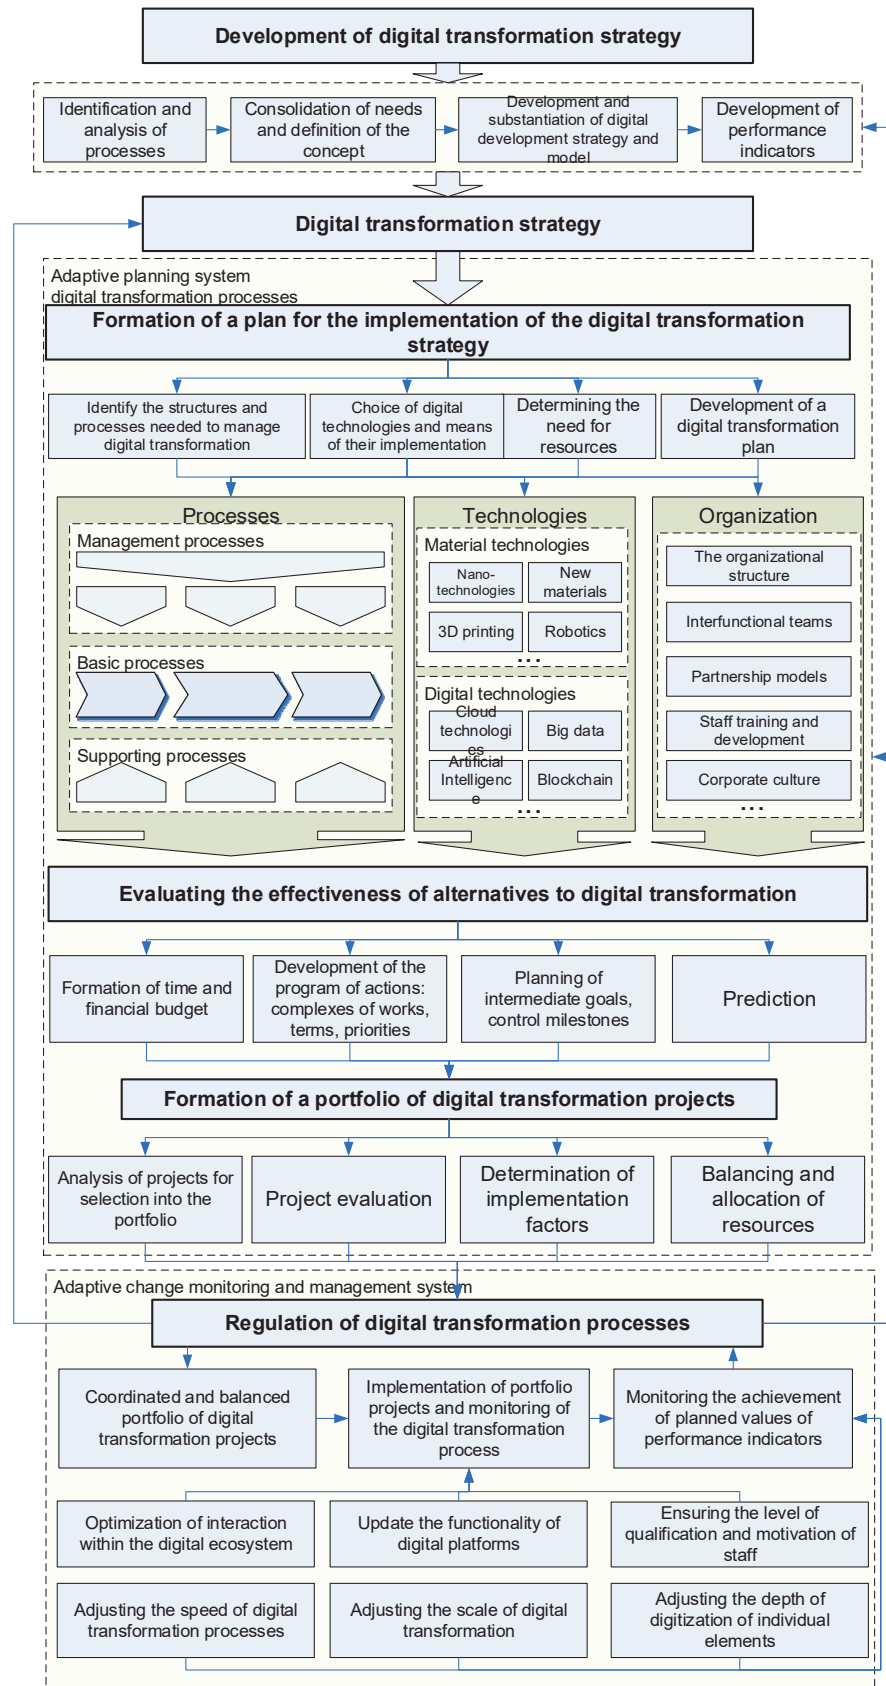 Development of digital transformation strategy
Identification and
analysis of
processes
Consolidation of needs
and definition of the
concept
Development and
substantiation of digital
development strategy and
model
Development of
performance
indicators
Digital transformation strategy
Adaptive planning system
digital transformation processes
Formation of a plan for the implementation of the digital transformation
strategy
Identify the structures and
processes needed to manage
digital transformation
Choice of digital
technologies and means
of their implementation
Determining the
need for
resources
Development of a
digital transformation
plan
Processes
Management processes
Basic processes
Supporting processes
Technologies
Material technologies
Nano-
technologies
New
materials
3D printing
Robotics
...
Digital technologies
Cloud
technologi
es
Big data
Artificial
Intelligenc
e
Blockchain
...
Organization
The organizational
structure
Interfunctional teams
Partnership models
Staff training and
development
Corporate culture
...
Evaluating the effectiveness of alternatives to digital transformation
Formation of time and
financial budget
Development of the
program of actions:
complexes of works,
terms, priorities
Planning of
intermediate goals,
control milestones
Prediction
Formation of a portfolio of digital transformation projects
Analysis of projects for
selection into the
portfolio
Project evaluation
Determination of
implementation
factors
Balancing and
allocation of
resources
Adaptive change monitoring and management system
Regulation of digital transformation processes
Coordinated and balanced
portfolio of digital
transformation projects
Implementation of portfolio
projects and monitoring of
the digital transformation
process
Monitoring the achievement
of planned values of
performance indicators
Optimization of interaction
within the digital ecosystem
Update the functionality of
digital platforms
Ensuring the level of
qualification and motivation of
staff
Adjusting the speed of digital
transformation processes
Adjusting the scale of digital
transformation
Adjusting the depth of
digitization of individual
elements